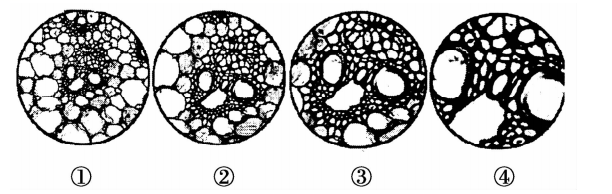 ① ② ③ ④